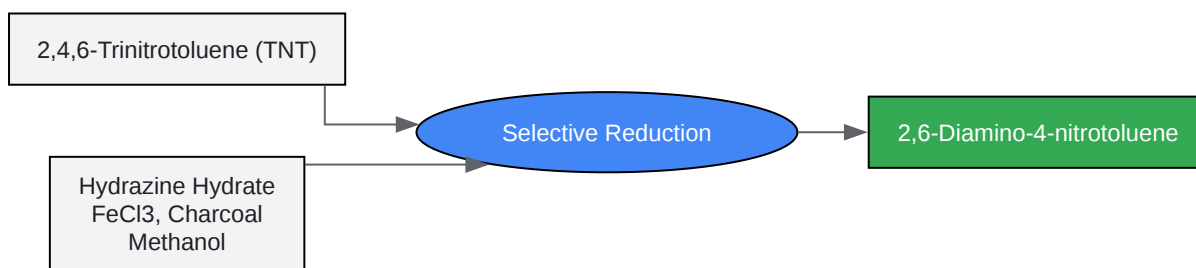 2,4,6-Trinitrotoluene (TNT)
Selective Reduction
2,6-Diamino-4-nitrotoluene
Hydrazine Hydrate
FeCl3, Charcoal
Methanol